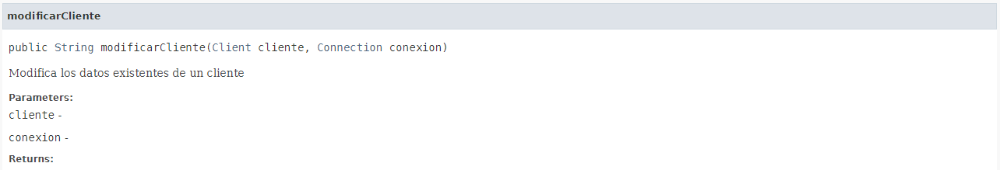 modificarCliente
public String modificarCliente(Client cliente, Connection conexion)
Modifica los datos existentes de un cliente
Parameters:
cliente -
conexion -
Returns: